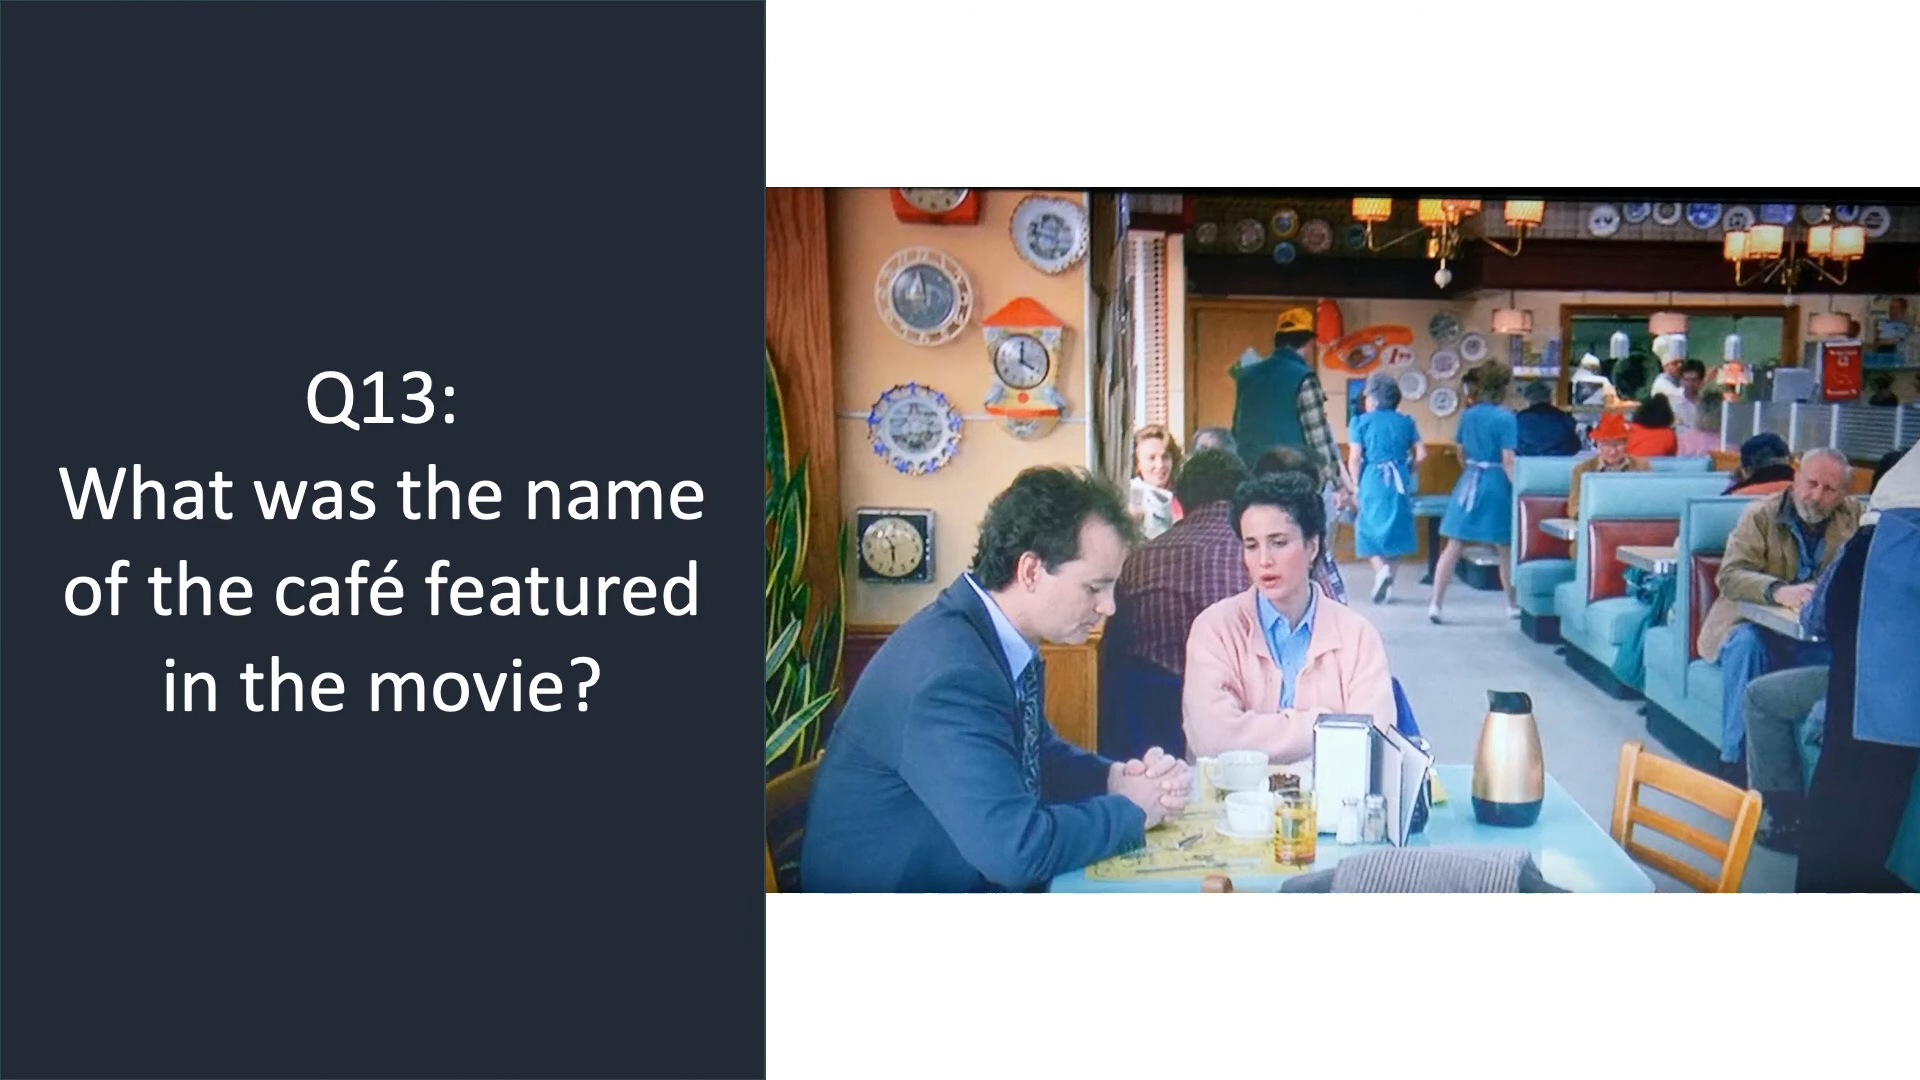 Q13:
What was the name
of the café featured
in the movie?